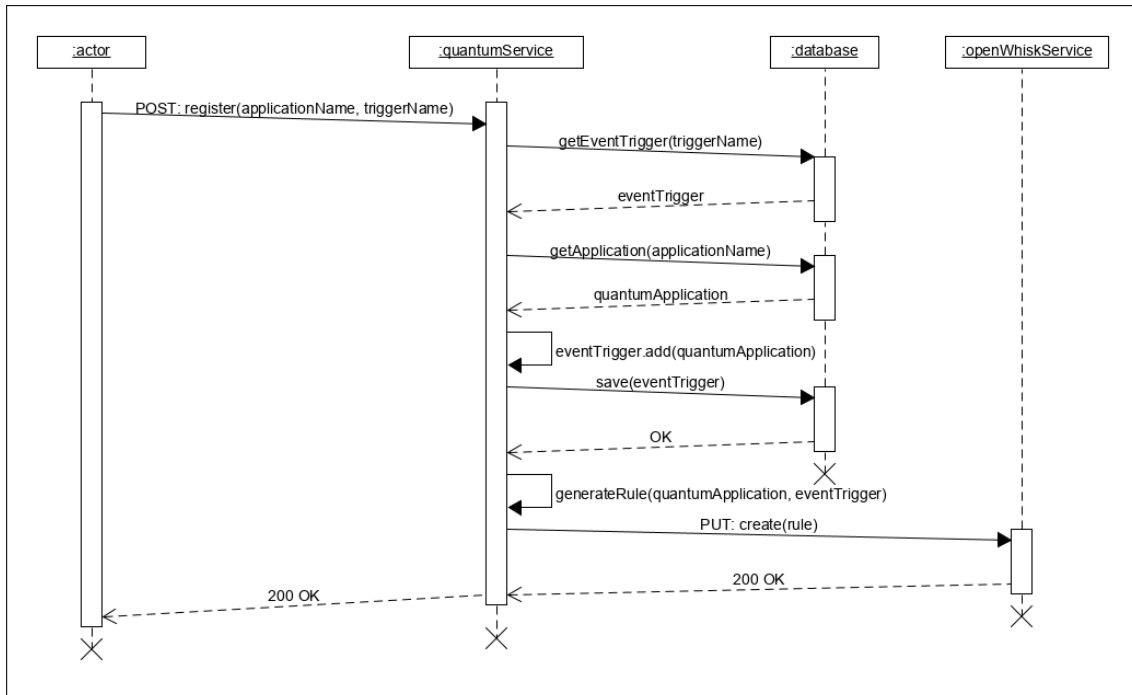 :actor
:quantumService
:database
:openWhiskService
POST: register(applicationName, triggerName)
getEventTrigger(triggerName)
eventTrigger
getApplication(applicationName)
quantumApplication
eventTrigger.add(quantumApplication)
save(eventTrigger)
OK
generateRule(quantumApplication, eventTrigger)
PUT: create(rule)
200 OK
200 OK